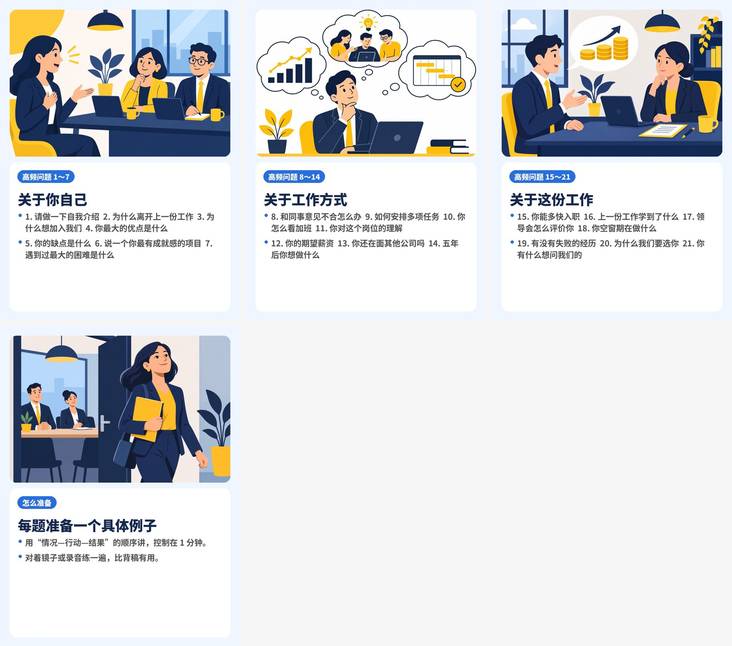 高频问题 1～7
关于你自己
1. 请做一下自我介绍 2. 为什么离开上一份工作 3. 为
什么想加入我们 4. 你最大的优点是什么
5. 你的缺点是什么 6. 说一个你最有成就感的项目 7.
遇到过最大的困难是什么
高频问题 8～14
关于工作方式
8. 和同事意见不合怎么办 9. 如何安排多项任务 10. 你
怎么看加班 11. 你对这个岗位的理解
12. 你的期望薪资 13. 你还在面其他公司吗 14. 五年
后你想做什么
高频问题 15～21
关于这份工作
15. 你能多快入职 16. 上一份工作学到了什么 17. 领
导会怎么评价你 18. 你空窗期在做什么
19. 有没有失败的经历 20. 为什么我们要选你 21. 你
有什么想问我们的
怎么准备
每题准备一个具体例子
用“情况—行动—结果”的顺序讲，控制在 1 分钟。
对着镜子或录音练一遍，比背稿有用。